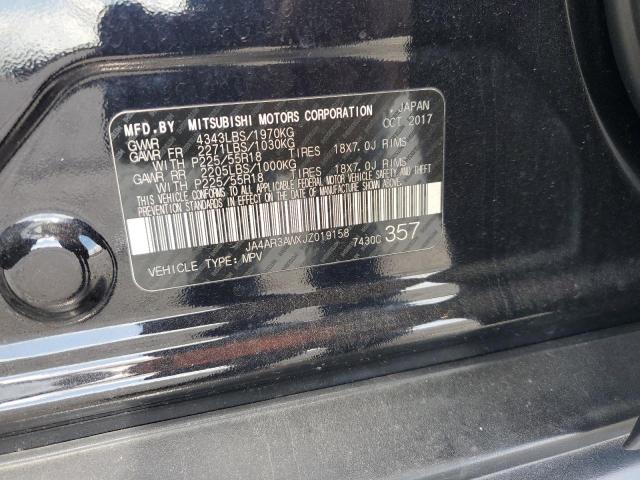 MFD.BY MITSUBISHI MOTORS CORPORATION , JAPAN
GVWR 4343LBS/1970KG OCT 2017
GAWR FR 2271LBS/1030KG
WITH P225/55R18 TIRES 18X7.0J RIMS
GAWR RR 2205LBS/1000KG
WITH P225/55R18 TIRES 18X7.0J RIMS
THIS VEHICLE CONFORMS TO ALL APPLICABLE FEDERAL MOTOR VEHICLE SAFETY AND THEFT
PREVENTION STANDARDS IN EFFECT ON THE DATE OF MANUFACTURE SHOWN ABOVE.
JA4AR3AWXJZ019158 7430C 357
VEHICLE TYPE: MPV